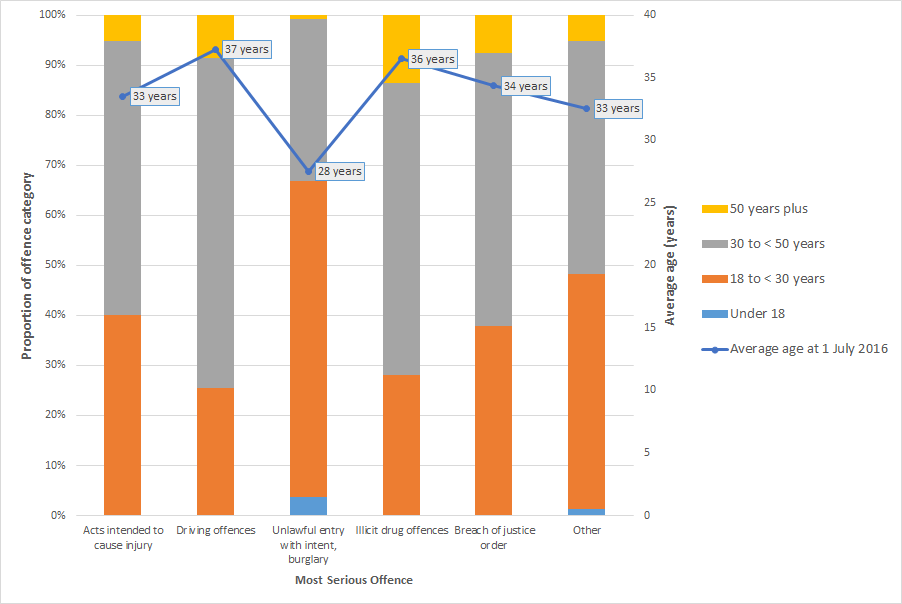 100%
90%
80%
70%
60%
50%
40%
30%
20%
10%
0%
Proportion of offence category
40
35
30
25
20
15
10
5
0
Average age (years)
33 years
37 years
28 years
36 years
34 years
33 years
Acts intended to
cause injury
Driving offences
Unlawful entry
with intent,
burglary
Illicit drug offences
Breach of justice
order
Other
Most Serious Offence
50 years plus
30 to < 50 years
18 to < 30 years
Under 18
Average age at 1 July 2016